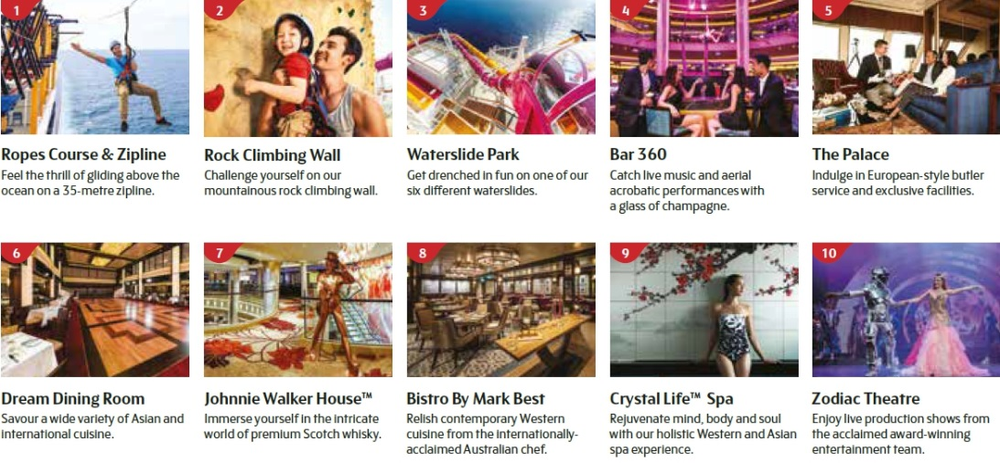 1
Ropes Course & Zipline
Feel the thrill of gliding above the
ocean on a 35-metre zipline.
2
Rock Climbing Wall
Challenge yourself on our
mountainous rock climbing wall.
3
Waterslide Park
Get drenched in fun on one of our
six different waterslides.
4
Bar 360
Catch live music and aerial
acrobatic performances with
a glass of champagne.
5
The Palace
Indulge in European-style butler
service and exclusive facilities.
6
Dream Dining Room
Savour a wide variety of Asian and
international cuisine.
7
Johnnie Walker House™
Immerse yourself in the intricate
world of premium Scotch whisky.
8
Bistro By Mark Best
Relish contemporary Western
cuisine from the internationally-
acclaimed Australian chef.
9
Crystal Life™ Spa
Rejuvenate mind, body and soul
with our holistic Western and Asian
spa experience.
10
Zodiac Theatre
Enjoy live production shows from
the acclaimed award-winning
entertainment team.